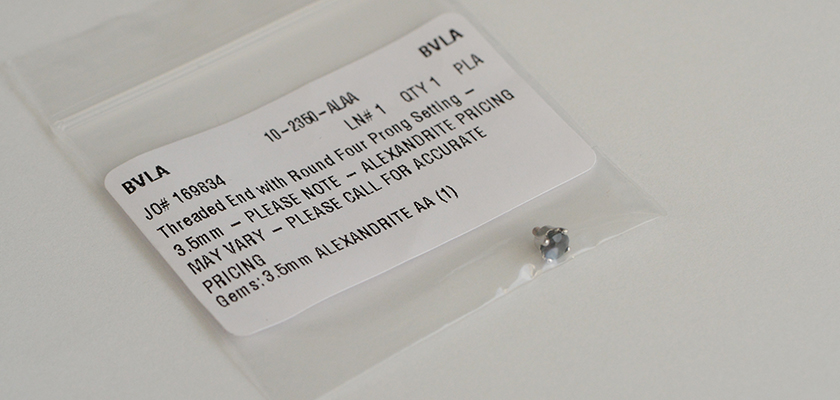 BVLA BVLA
10-2350-ALAA
JO# 169834 LN# 1 QTY 1 PLA
Threaded End with Round Four Prong Setting -
3.5mm - PLEASE NOTE - ALEXANDRITE PRICING
MAY VARY - PLEASE CALL FOR ACCURATE
PRICING
Gems:3.5mm ALEXANDRITE AA (1)